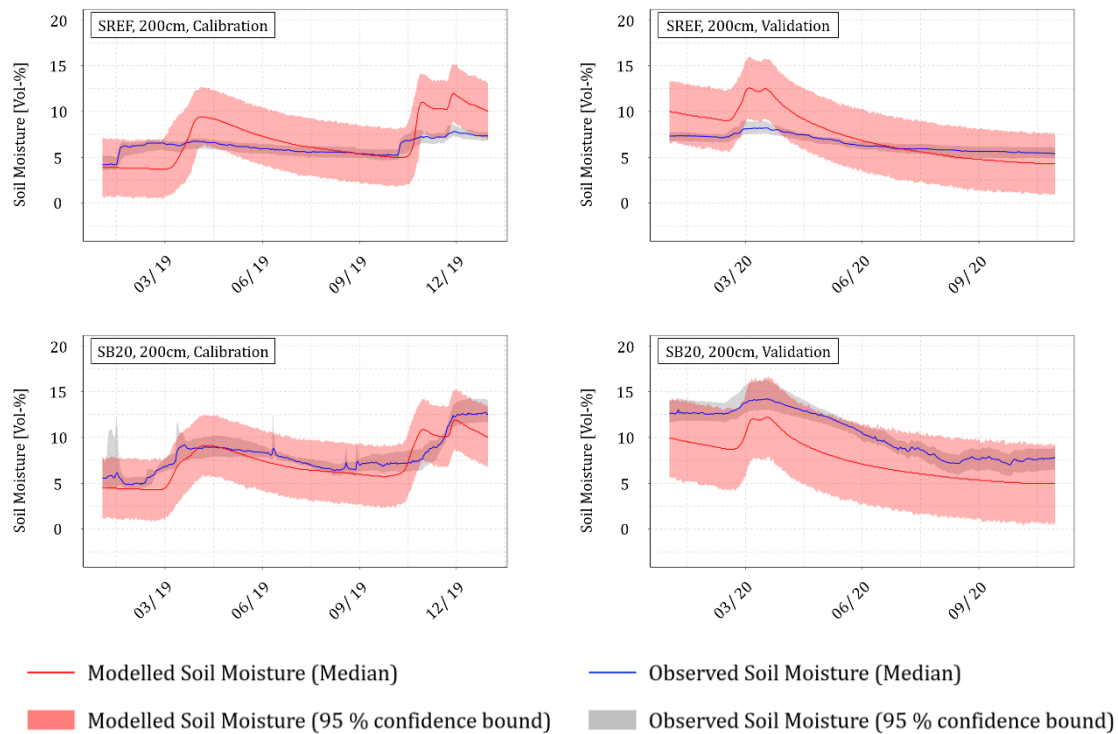 SREF, 200cm, Calibration
Soil Moisture [Vol-%]
20
15
10
5
0
03/ 19
06/ 19
09/ 19
12/ 19
SREF, 200cm, Validation
Soil Moisture [Vol-%]
20
15
10
5
0
03/ 20
06/ 20
09/ 20
SB20, 200cm, Calibration
Soil Moisture [Vol-%]
20
15
10
5
0
03/ 19
06/ 19
09/ 19
12/ 19
SB20, 200cm, Validation
Soil Moisture [Vol-%]
20
15
10
5
0
03/ 20
06/ 20
09/ 20
Modelled Soil Moisture (Median)
Observed Soil Moisture (Median)
Modelled Soil Moisture (95 % confidence bound)
Observed Soil Moisture (95 % confidence bound)